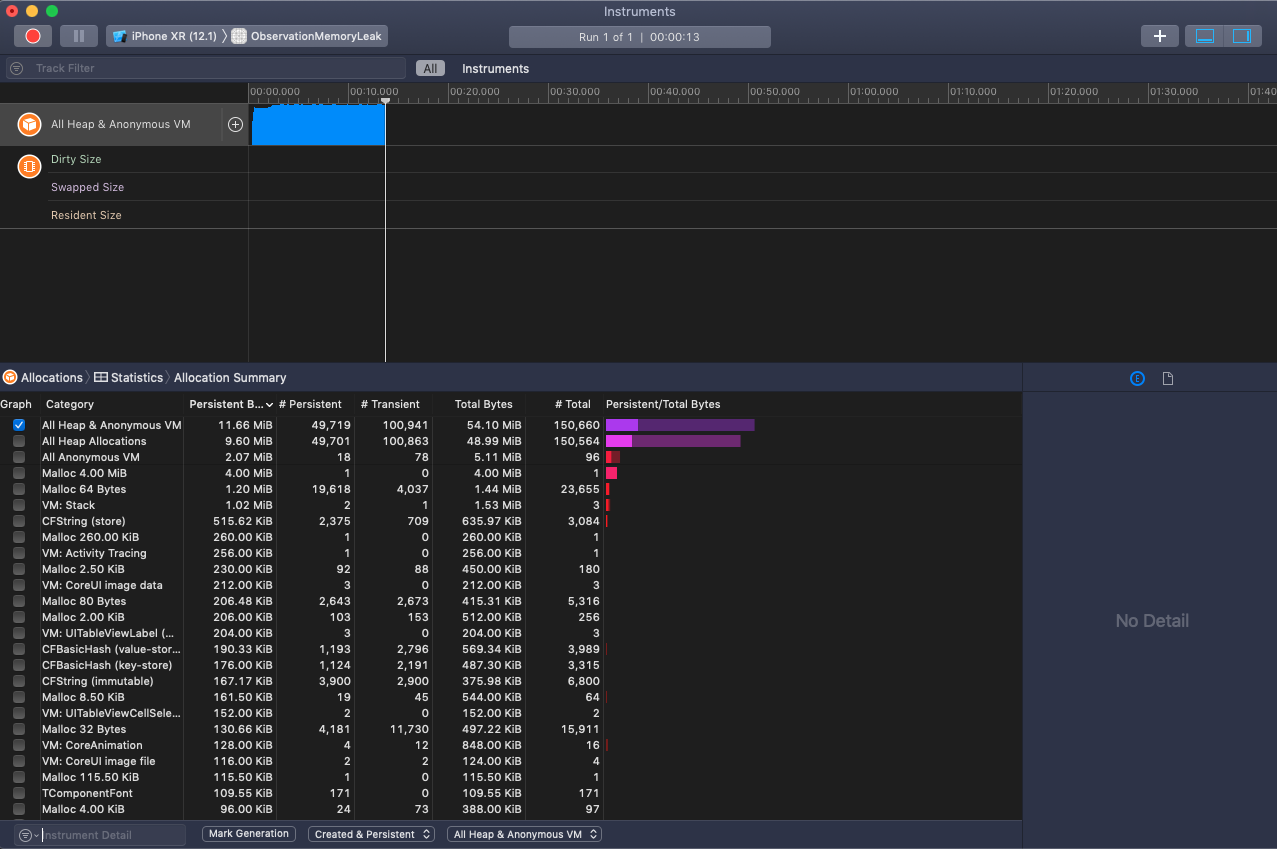 Instruments
iPhone XR (12.1) ObservationMemoryLeak
Run 1 of 1 | 00:00:13
Track Filter
All Instruments
00:00.000 00:10.000 00:20.000 00:30.000 00:40.000 00:50.000 01:00.000 01:10.000 01:20.000 01:30.000 01:40
All Heap & Anonymous VM
Dirty Size
Swapped Size
Resident Size
Allocations Statistics Allocation Summary
Graph Category Persistent B... # Persistent # Transient Total Bytes # Total Persistent/Total Bytes
All Heap & Anonymous VM 11.66 MiB 49,719 100,941 54.10 MiB 150,660
All Heap Allocations 9.60 MiB 49,701 100,863 48.99 MiB 150,564
All Anonymous VM 2.07 MiB 18 78 5.11 MiB 96
Malloc 4.00 MiB 4.00 MiB 1 0 4.00 MiB 1
Malloc 64 Bytes 1.20 MiB 19,618 4,037 1.44 MiB 23,655
VM: Stack 1.02 MiB 2 1 1.53 MiB 3
CFString (store) 515.62 KiB 2,375 709 635.97 KiB 3,084
Malloc 260.00 KiB 260.00 KiB 1 0 260.00 KiB 1
VM: Activity Tracing 256.00 KiB 1 0 256.00 KiB 1
Malloc 2.50 KiB 230.00 KiB 92 88 450.00 KiB 180
VM: CoreUI image data 212.00 KiB 3 0 212.00 KiB 3
Malloc 80 Bytes 206.48 KiB 2,643 2,673 415.31 KiB 5,316
Malloc 2.00 KiB 206.00 KiB 103 153 512.00 KiB 256
VM: UITableViewLabel (... 204.00 KiB 3 0 204.00 KiB 3
CFBasicHash (value-stor... 190.33 KiB 1,193 2,796 569.34 KiB 3,989
CFBasicHash (key-store) 176.00 KiB 1,124 2,191 487.30 KiB 3,315
CFString (immutable) 167.17 KiB 3,900 2,900 375.98 KiB 6,800
Malloc 8.50 KiB 161.50 KiB 19 45 544.00 KiB 64
VM: UITableViewCellSele... 152.00 KiB 2 0 152.00 KiB 2
Malloc 32 Bytes 130.66 KiB 4,181 11,730 497.22 KiB 15,911
VM: CoreAnimation 128.00 KiB 4 12 848.00 KiB 16
VM: CoreUI image file 116.00 KiB 2 2 124.00 KiB 4
Malloc 115.50 KiB 115.50 KiB 1 0 115.50 KiB 1
TComponentFont 109.55 KiB 171 0 109.55 KiB 171
Malloc 4.00 KiB 96.00 KiB 24 73 388.00 KiB 97
No Detail
Instrument Detail Mark Generation Created & Persistent All Heap & Anonymous VM